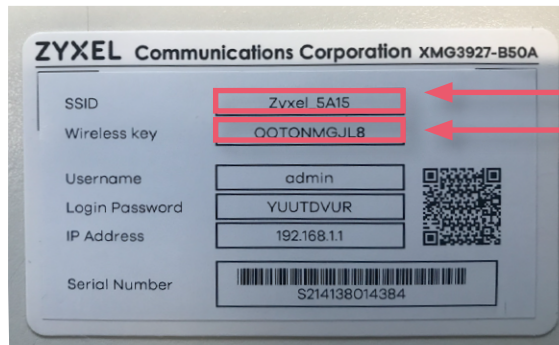 ZYXEL Communications Corporation XMG3927-B50A
SSID Zyxel_5A15
Wireless key QOTONMGJL8
Username admin
Login Password YUUTDVUR
IP Address 192.168.1.1
Serial Number S214138014384